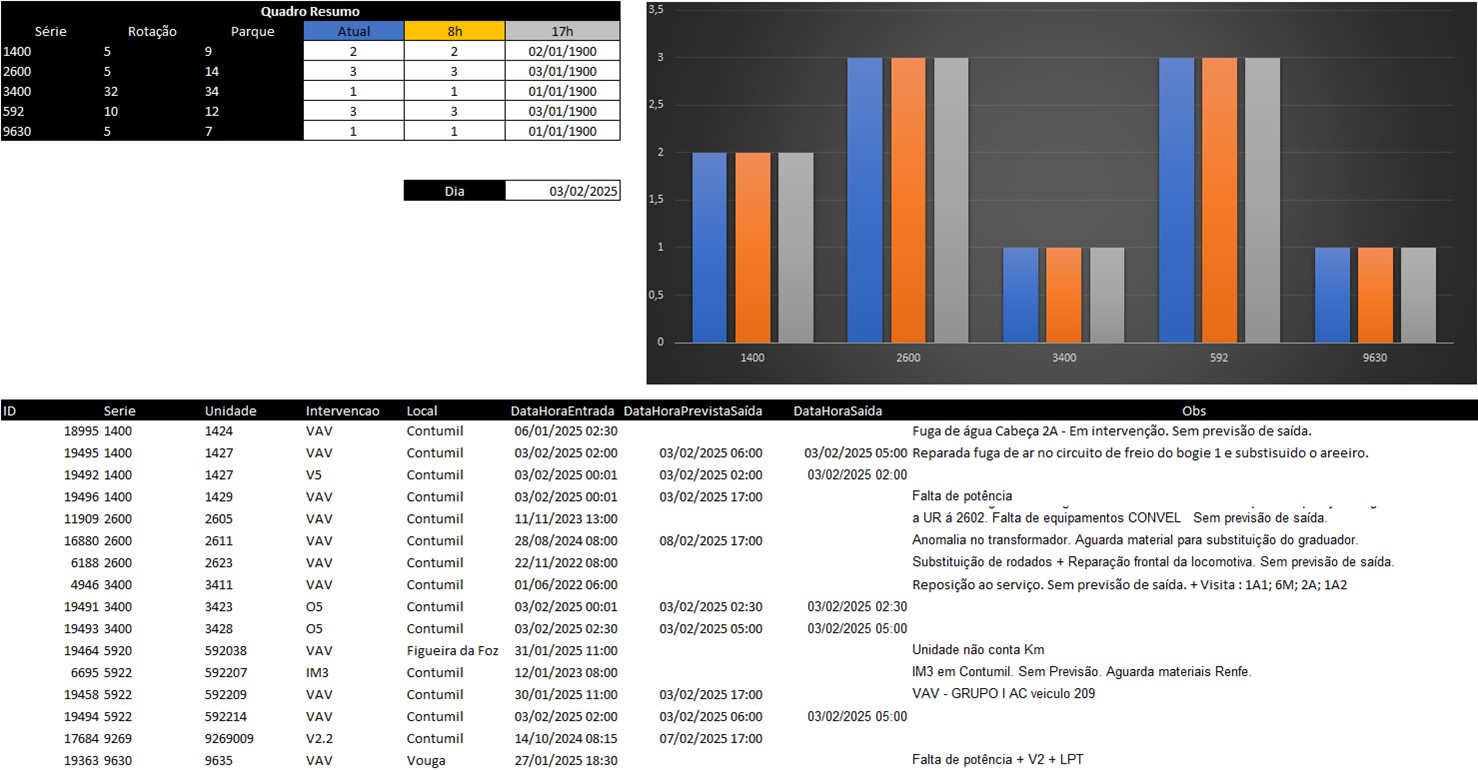 Quadro Resumo
Série Rotação Parque Atual 8h 17h
1400 5 9 2 2 02/01/1900
2600 5 14 3 3 03/01/1900
3400 32 34 1 1 01/01/1900
592 10 12 3 3 03/01/1900
9630 5 7 1 1 01/01/1900
Dia 03/02/2025
3,5
3
2,5
2
1,5
1
0,5
0
1400 2600 3400 592 9630
ID Serie Unidade Intervencao Local DataHoraEntrada DataHoraPrevistaSaída DataHoraSaída Obs
18995 1400 1424 VAV Contumil 06/01/2025 02:30 Fuga de água Cabeça 2A - Em intervenção. Sem previsão de saída.
19495 1400 1427 VAV Contumil 03/02/2025 02:00 03/02/2025 06:00 03/02/2025 05:00 Reparada fuga de ar no circuito de freio do bogie 1 e substisuido o areeiro.
19492 1400 1427 V5 Contumil 03/02/2025 00:01 03/02/2025 02:00 03/02/2025 02:00
19496 1400 1429 VAV Contumil 03/02/2025 00:01 03/02/2025 17:00 Falta de potência
11909 2600 2605 VAV Contumil 11/11/2023 13:00 a UR á 2602. Falta de equipamentos CONVEL Sem previsão de saída.
16880 2600 2611 VAV Contumil 28/08/2024 08:00 08/02/2025 17:00 Anomalia no transformador. Aguarda material para substituição do graduador.
6188 2600 2623 VAV Contumil 22/11/2022 08:00 Substituição de rodados + Reparação frontal da locomotiva. Sem previsão de saída.
4946 3400 3411 VAV Contumil 01/06/2022 06:00 Reposição ao serviço. Sem previsão de saída. + Visita : 1A1; 6M; 2A; 1A2
19491 3400 3423 O5 Contumil 03/02/2025 00:01 03/02/2025 02:30 03/02/2025 02:30
19493 3400 3428 O5 Contumil 03/02/2025 02:30 03/02/2025 05:00 03/02/2025 05:00
19464 5920 592038 VAV Figueira da Foz 31/01/2025 11:00 Unidade não conta Km
6695 5922 592207 IM3 Contumil 12/01/2023 08:00 IM3 em Contumil. Sem Previsão. Aguarda materiais Renfe.
19458 5922 592209 VAV Contumil 30/01/2025 11:00 03/02/2025 17:00 VAV - GRUPO I AC veiculo 209
19494 5922 592214 VAV Contumil 03/02/2025 02:00 03/02/2025 06:00 03/02/2025 05:00
17684 9269 9269009 V2.2 Contumil 14/10/2024 08:15 07/02/2025 17:00
19363 9630 9635 VAV Vouga 27/01/2025 18:30 Falta de potência + V2 + LPT